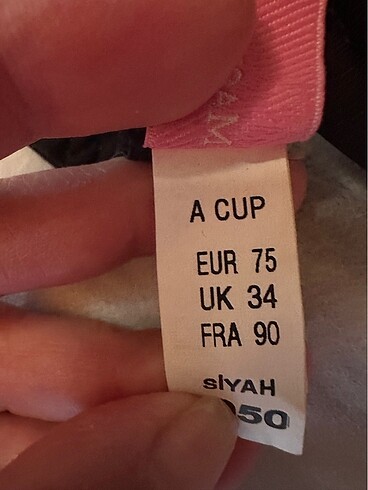 A CUP
EUR 75
UK 34
FRA 90
SİYAH